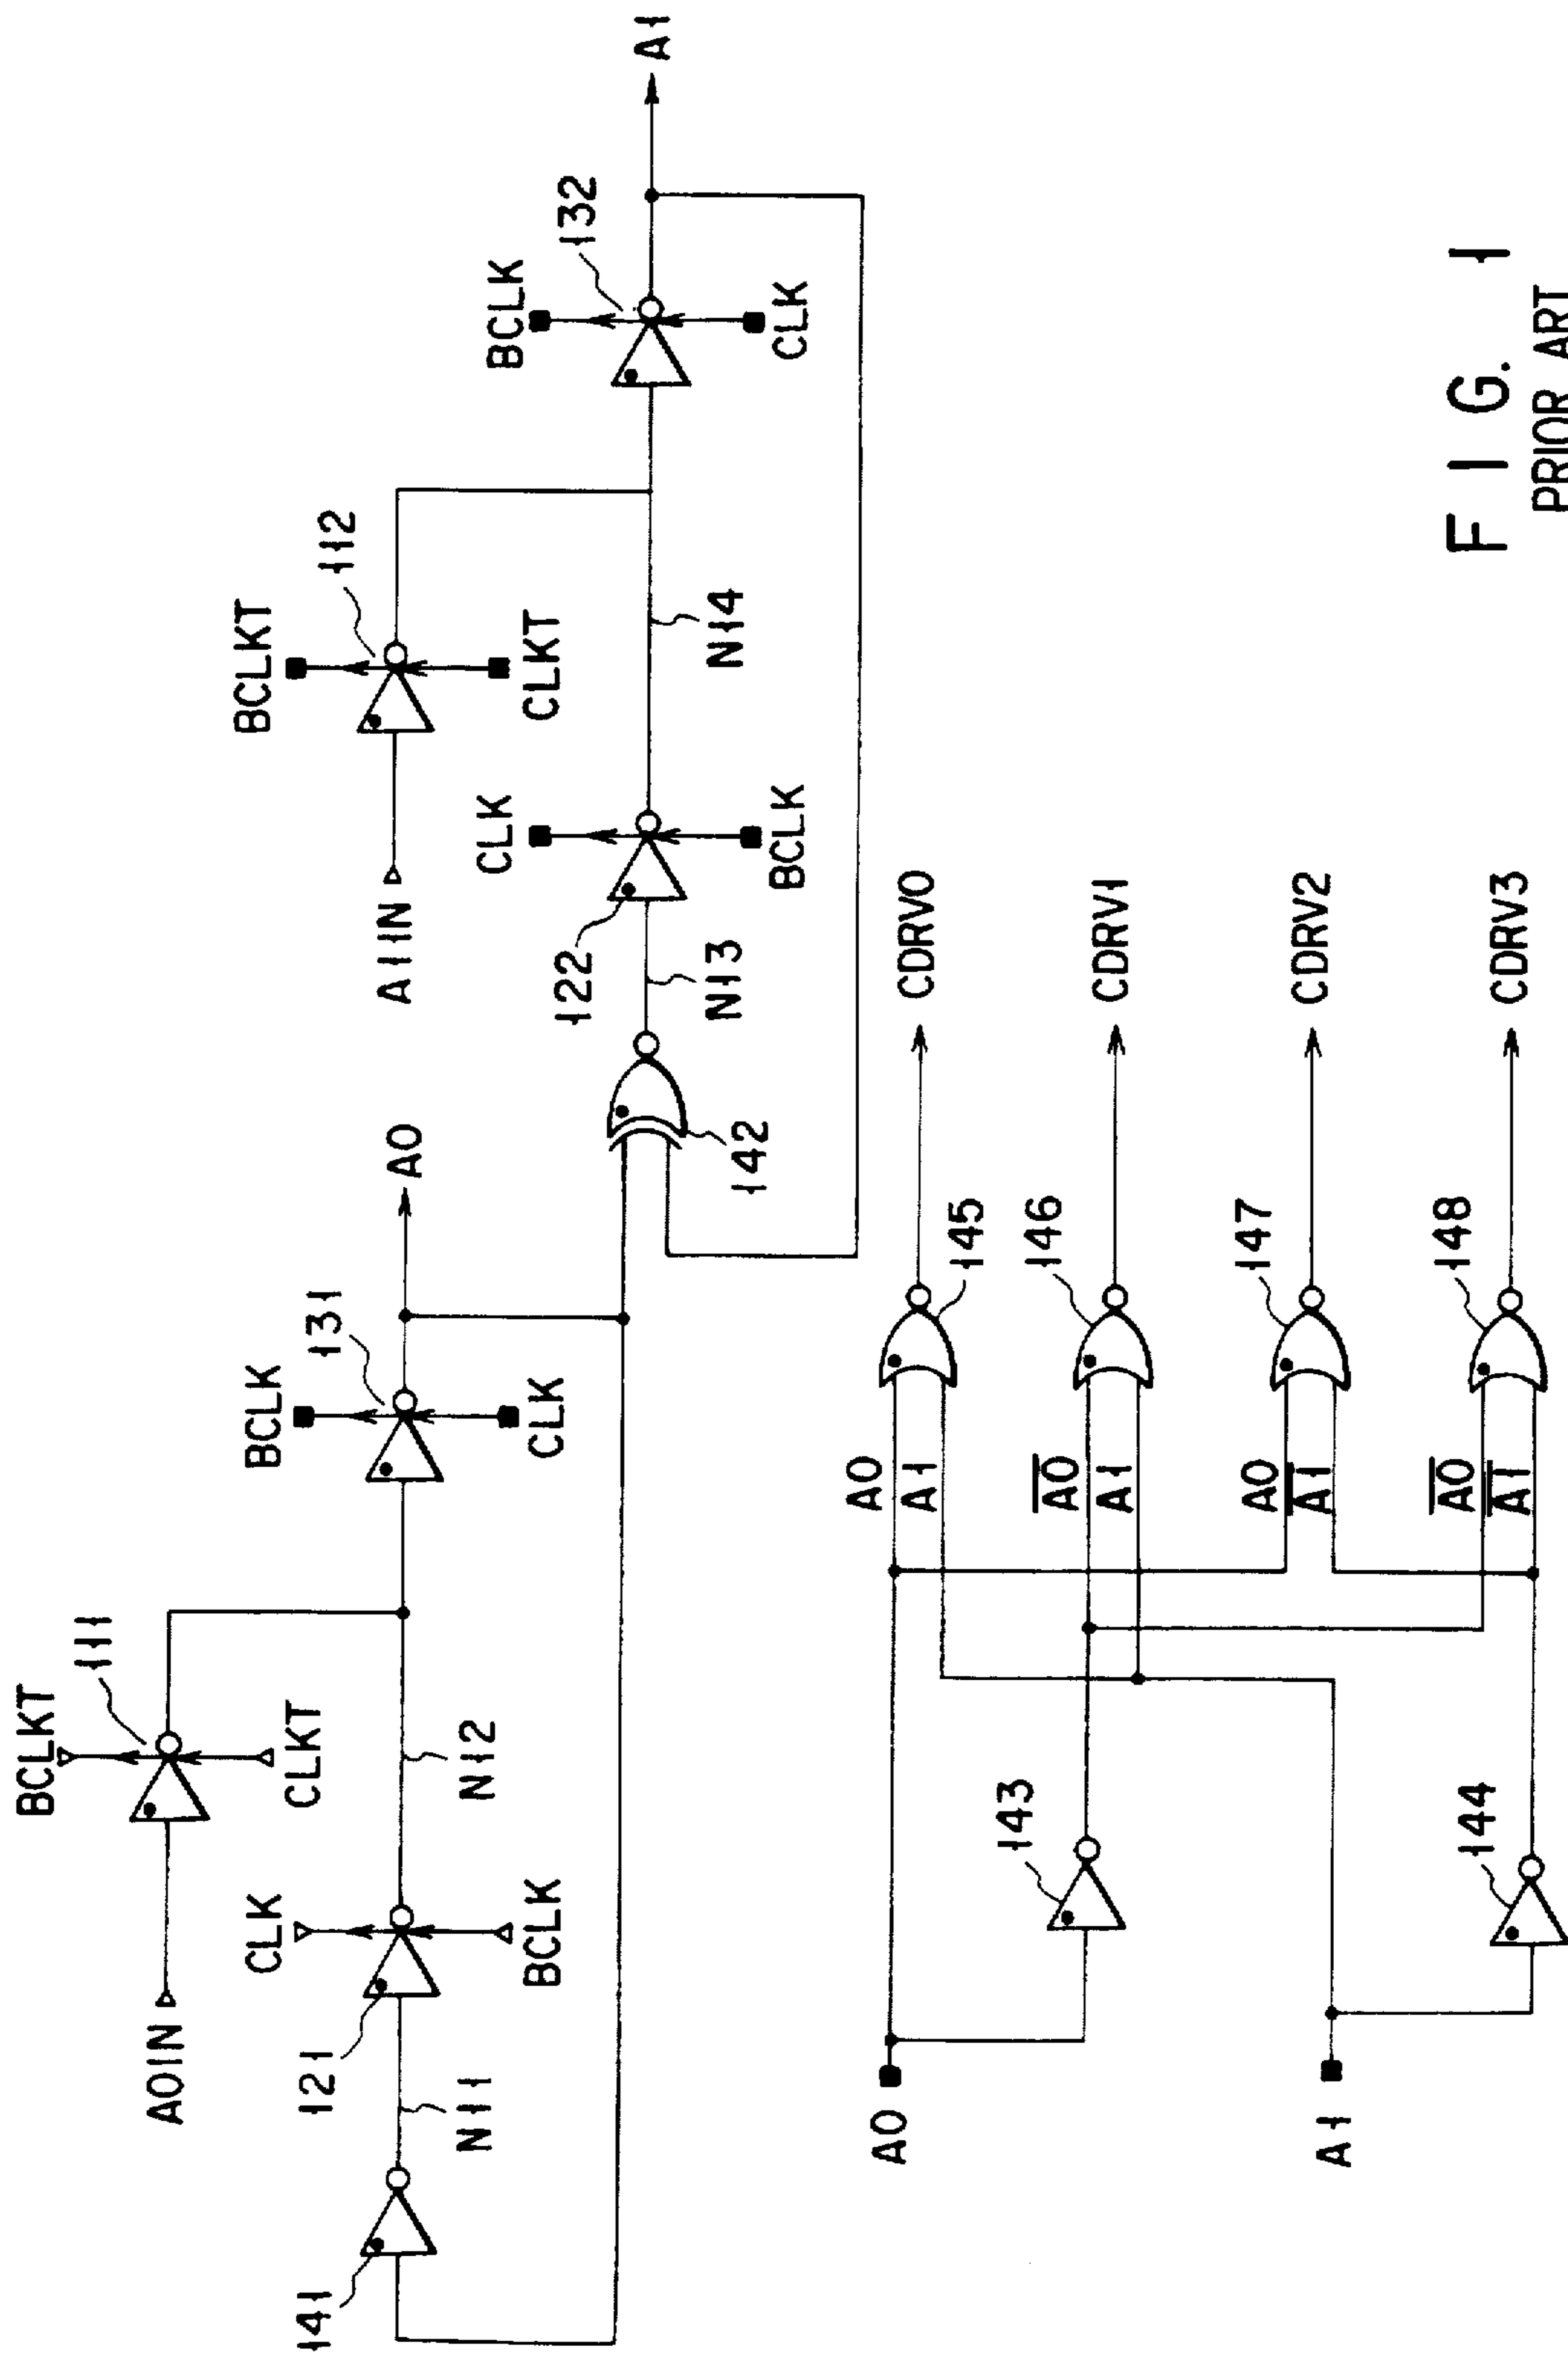 BCLKT
111
A0IN
CLKT
CLK
BCLK
131
A0
141
121
N11
BCLK
N12
CLK
BCLKT
112
A1IN
CLKT
CLK
BCLK
132
A1
122
142
N13
BCLK
N14
CLK
A0
143
A0
A1
145
CDRV0
A0
A1
146
CDRV1
A0
A1
147
CDRV2
A1
144
A0
A1
148
CDRV3
FIG. 1
PRIOR ART